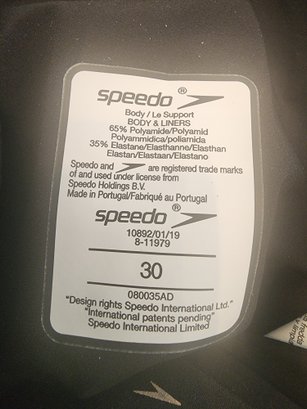 speedo®
Body / Le Support
BODY & LINERS
65% Polyamide/Polyamid
Polyammidica/poliamida
35% Elastane/Elasthanne/Elasthan
Elastan/Elastaan/Elastano
Speedo and are registered trade marks
of and used under license from
Speedo Holdings B.V.
Made in Portugal/Fabriqué au Portugal
speedo®
10892/01/19
8-11979
30
080035AD
"Design rights Speedo International Ltd."
"International patents pending"
Speedo International Limited